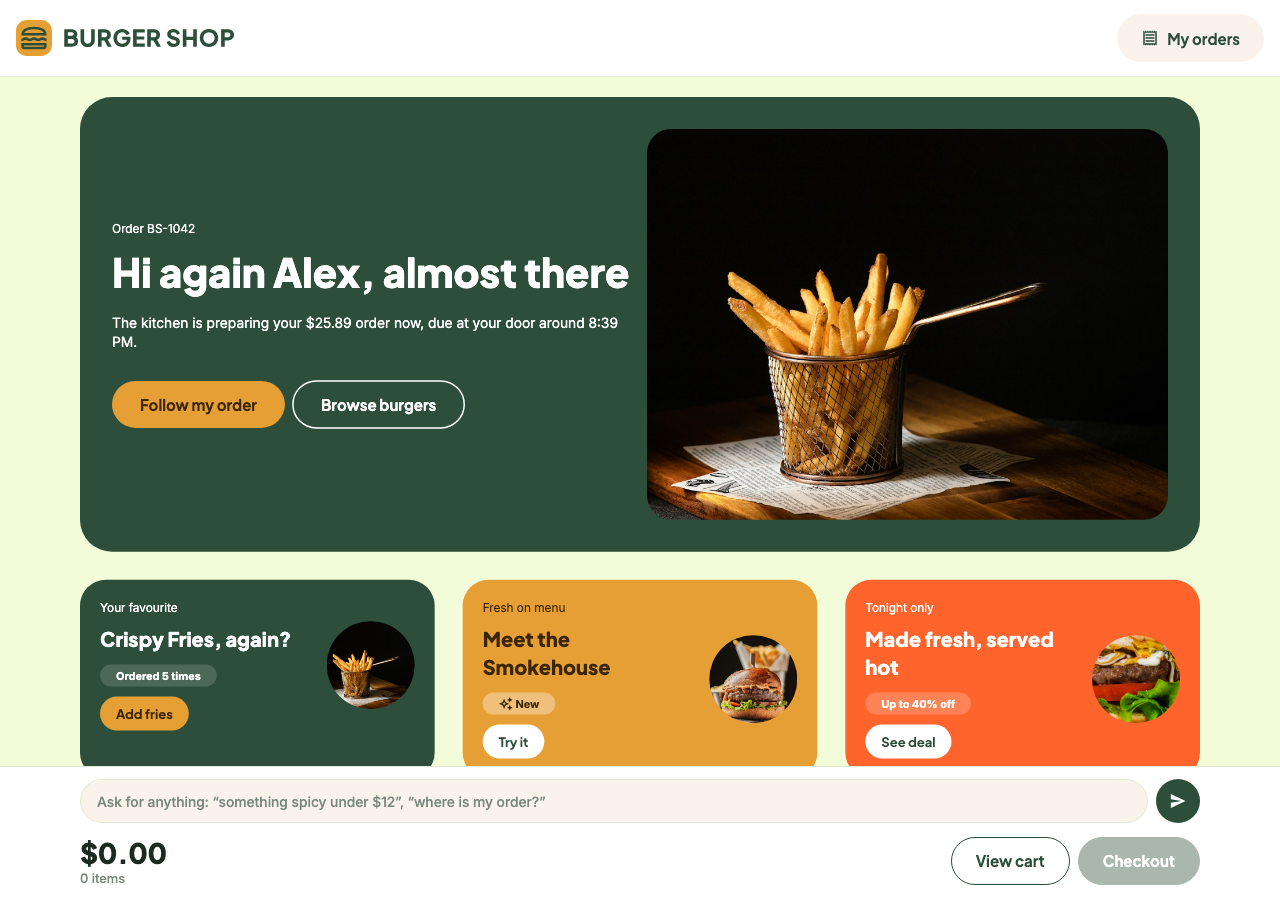 BURGER SHOP
My orders
Order BS-1042
Hi again Alex, almost there
The kitchen is preparing your $25.89 order now, due at your door around 8:39
PM.
Follow my order
Browse burgers
Your favourite
Crispy Fries, again?
Ordered 5 times
Add fries
Fresh on menu
Meet the
Smokehouse
New
Try it
Tonight only
Made fresh, served
hot
Up to 40% off
See deal
Ask for anything: “something spicy under $12”, “where is my order?”
$0.00
0 items
View cart
Checkout